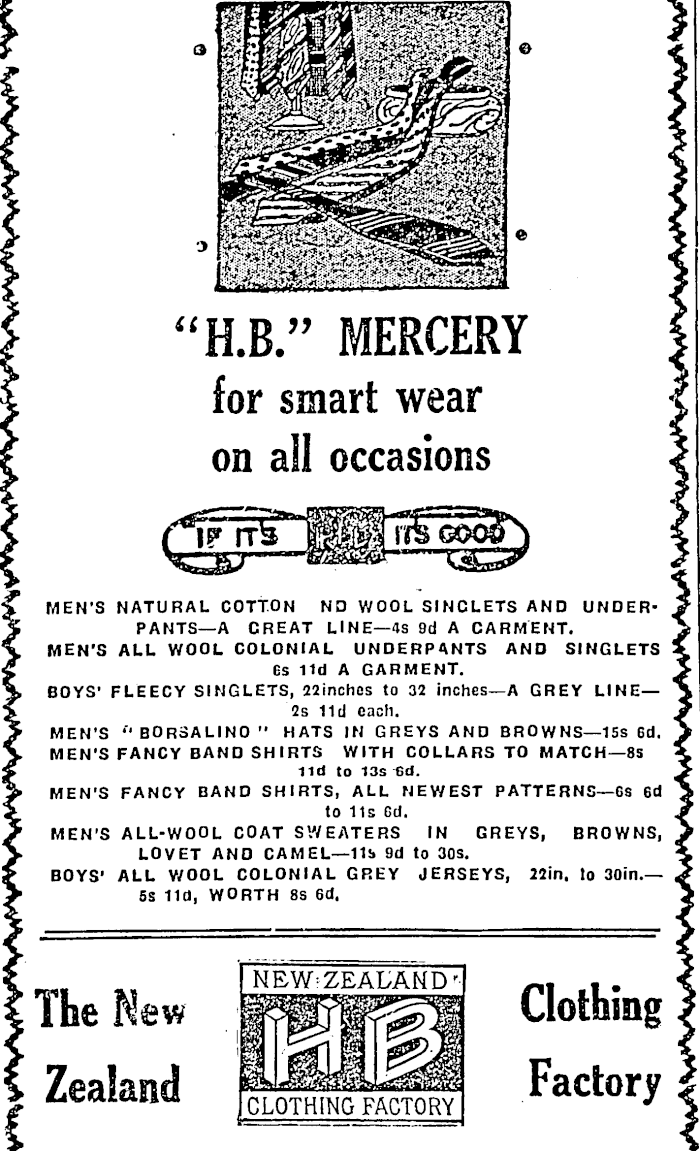 "H.B." MERCERY
for smart wear
on all occasions
IF IT'S H.B. IT'S GOOD
MEN'S NATURAL COTTON ND WOOL SINCLETS AND UNDER-
PANTS—A GREAT LINE—4s 9d A GARMENT.
MEN'S ALL WOOL COLONIAL UNDERPANTS AND SINGLETS
6s 11d A GARMENT.
BOYS' FLEECY SINGLETS, 22inches to 32 inches—A GREY LINE—
2s 11d each.
MEN'S "BORSALINO" HATS IN GREYS AND BROWNS—15s 6d.
MEN'S FANCY BAND SHIRTS WITH COLLARS TO MATCH—8s
11d to 13s 6d.
MEN'S FANCY BAND SHIRTS, ALL NEWEST PATTERNS—6s 6d
to 11s 6d.
MEN'S ALL-WOOL COAT SWEATERS IN GREYS, BROWNS,
LOVET AND CAMEL—11s 9d to 30s.
BOYS' ALL WOOL COLONIAL GREY JERSEYS, 22in. to 30in.—
5s 11d, WORTH 8s 6d.
The New
Zealand
NEW ZEALAND
HB
CLOTHING FACTORY
Clothing
Factory